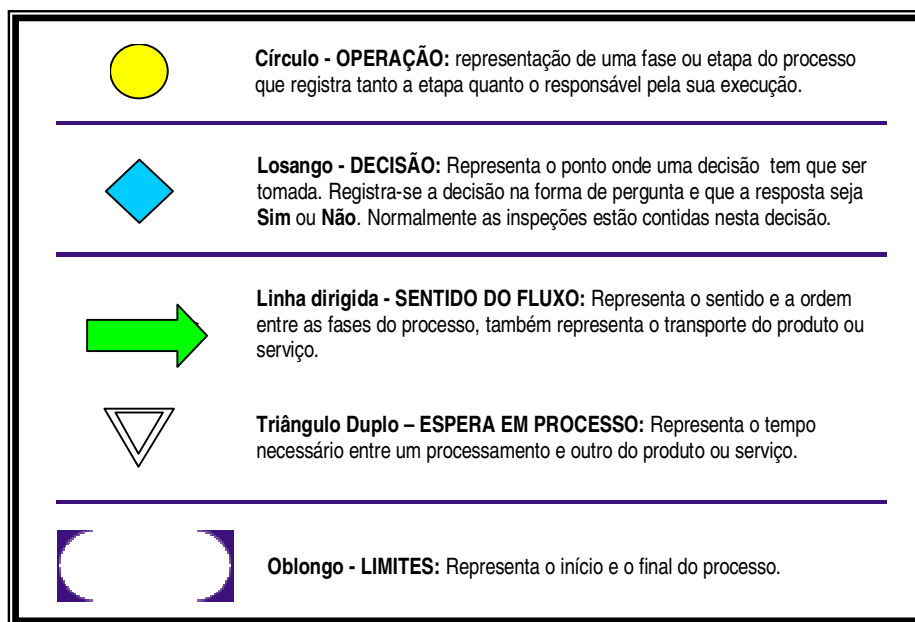 Círculo - OPERAÇÃO: representação de uma fase ou etapa do processo
que registra tanto a etapa quanto o responsável pela sua execução.
Losango - DECISÃO: Representa o ponto onde uma decisão tem que ser
tomada. Registra-se a decisão na forma de pergunta e que a resposta seja
Sim ou Não. Normalmente as inspeções estão contidas nesta decisão.
Linha dirigida - SENTIDO DO FLUXO: Representa o sentido e a ordem
entre as fases do processo, também representa o transporte do produto ou
serviço.
Triângulo Duplo – ESPERA EM PROCESSO: Representa o tempo
necessário entre um processamento e outro do produto ou serviço.
Oblongo - LIMITES: Representa o início e o final do processo.